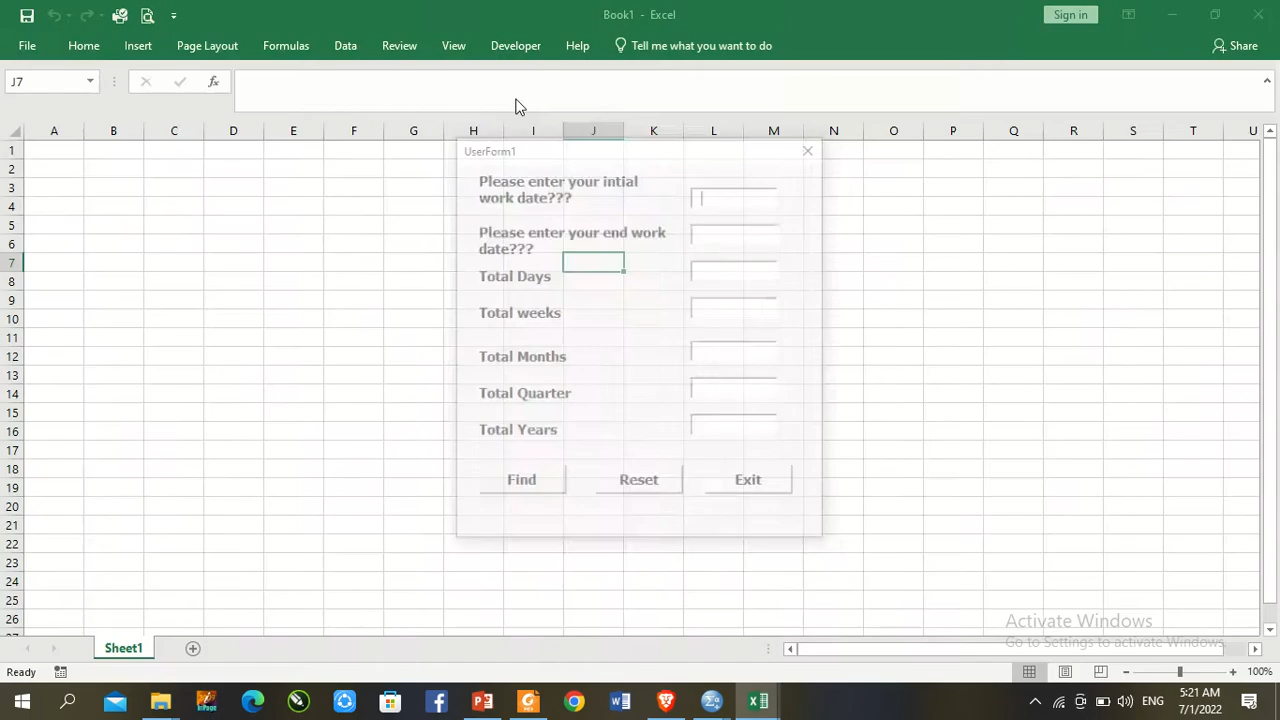 Book1 - Excel
Sign in
File Home Insert Page Layout Formulas Data Review View Developer Help Tell me what you want to do Share
J7 fx
A B C D E F G H I J K L M N O P Q R S T U
1
2
3
4
5
6
7
8
9
10
11
12
13
14
15
16
17
18
19
20
21
22
23
24
25
26
UserForm1
Please enter your intial
work date???
Please enter your end work
date???
Total Days
Total weeks
Total Months
Total Quarter
Total Years
Find Reset Exit
Activate Windows
Go to Settings to activate Windows.
Sheet1
Ready 100%
ENG 5:21 AM
7/1/2022